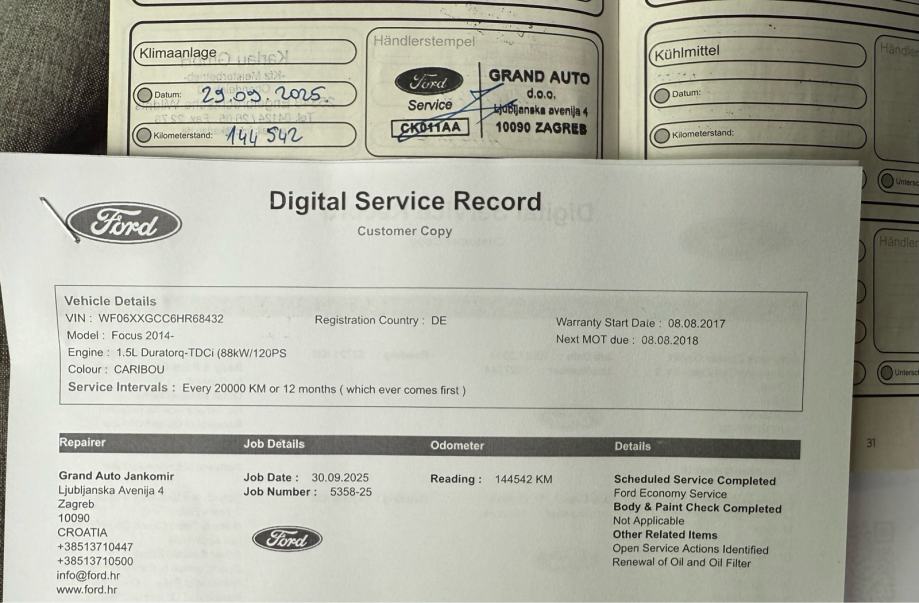 Klimaanlage
Datum: 29.09.2025.
Kilometerstand: 144 542
Händlerstempel
Ford
Service
CK011AA
GRAND AUTO
d.o.o.
Ljubljanska avenija 4
10090 ZAGREB
Kühlmittel
Datum:
Kilometerstand:
Händle
Untersc
Händler
Untersc
31
Ford
Digital Service Record
Customer Copy
Vehicle Details
VIN : WF06XXGCC6HR68432
Registration Country : DE
Warranty Start Date : 08.08.2017
Model : Focus 2014-
Next MOT due : 08.08.2018
Engine : 1.5L Duratorq-TDCi (88kW/120PS
Colour : CARIBOU
Service Intervals : Every 20000 KM or 12 months ( which ever comes first )
Repairer Job Details Odometer Details
Grand Auto Jankomir
Ljubljanska Avenija 4
Zagreb
10090
CROATIA
+38513710447
+38513710500
info@ford.hr
www.ford.hr
Job Date : 30.09.2025
Job Number : 5358-25
Ford
Reading : 144542 KM
Scheduled Service Completed
Ford Economy Service
Body & Paint Check Completed
Not Applicable
Other Related Items
Open Service Actions Identified
Renewal of Oil and Oil Filter